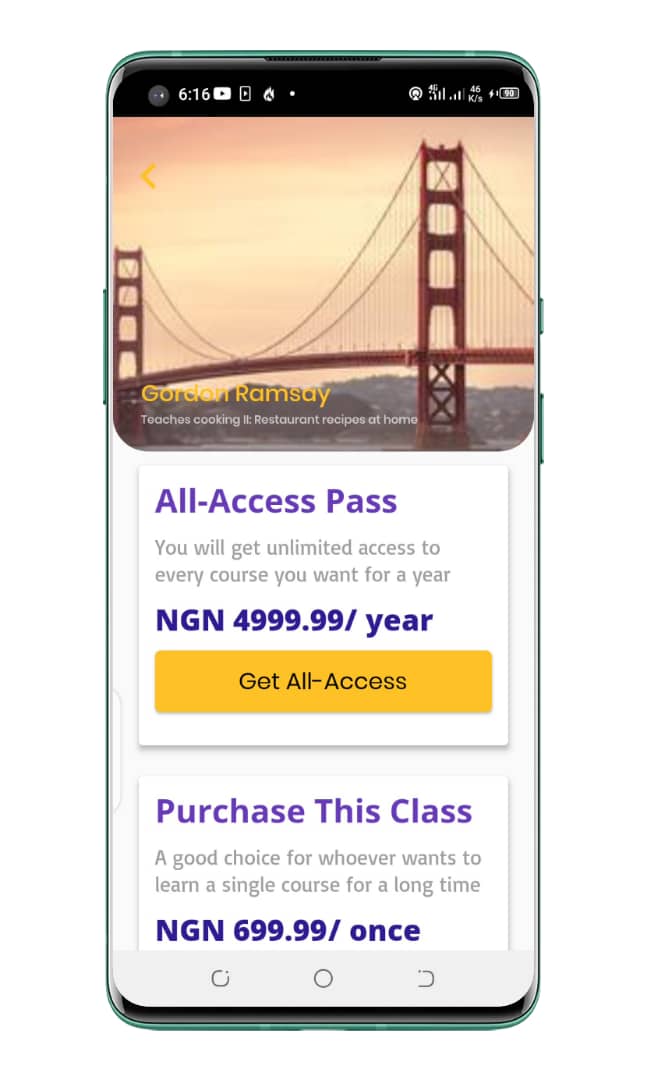 6:16
4G
46
K/s
90
Gordon Ramsay
Teaches cooking II: Restaurant recipes at home
All-Access Pass
You will get unlimited access to
every course you want for a year
NGN 4999.99/ year
Get All-Access
Purchase This Class
A good choice for whoever wants to
learn a single course for a long time
NGN 699.99/ once